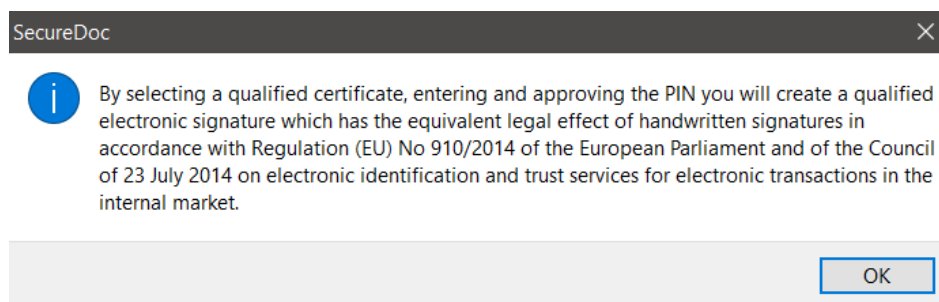 SecureDoc
By selecting a qualified certificate, entering and approving the PIN you will create a qualified
electronic signature which has the equivalent legal effect of handwritten signatures in
accordance with Regulation (EU) No 910/2014 of the European Parliament and of the Council
of 23 July 2014 on electronic identification and trust services for electronic transactions in the
internal market.
OK